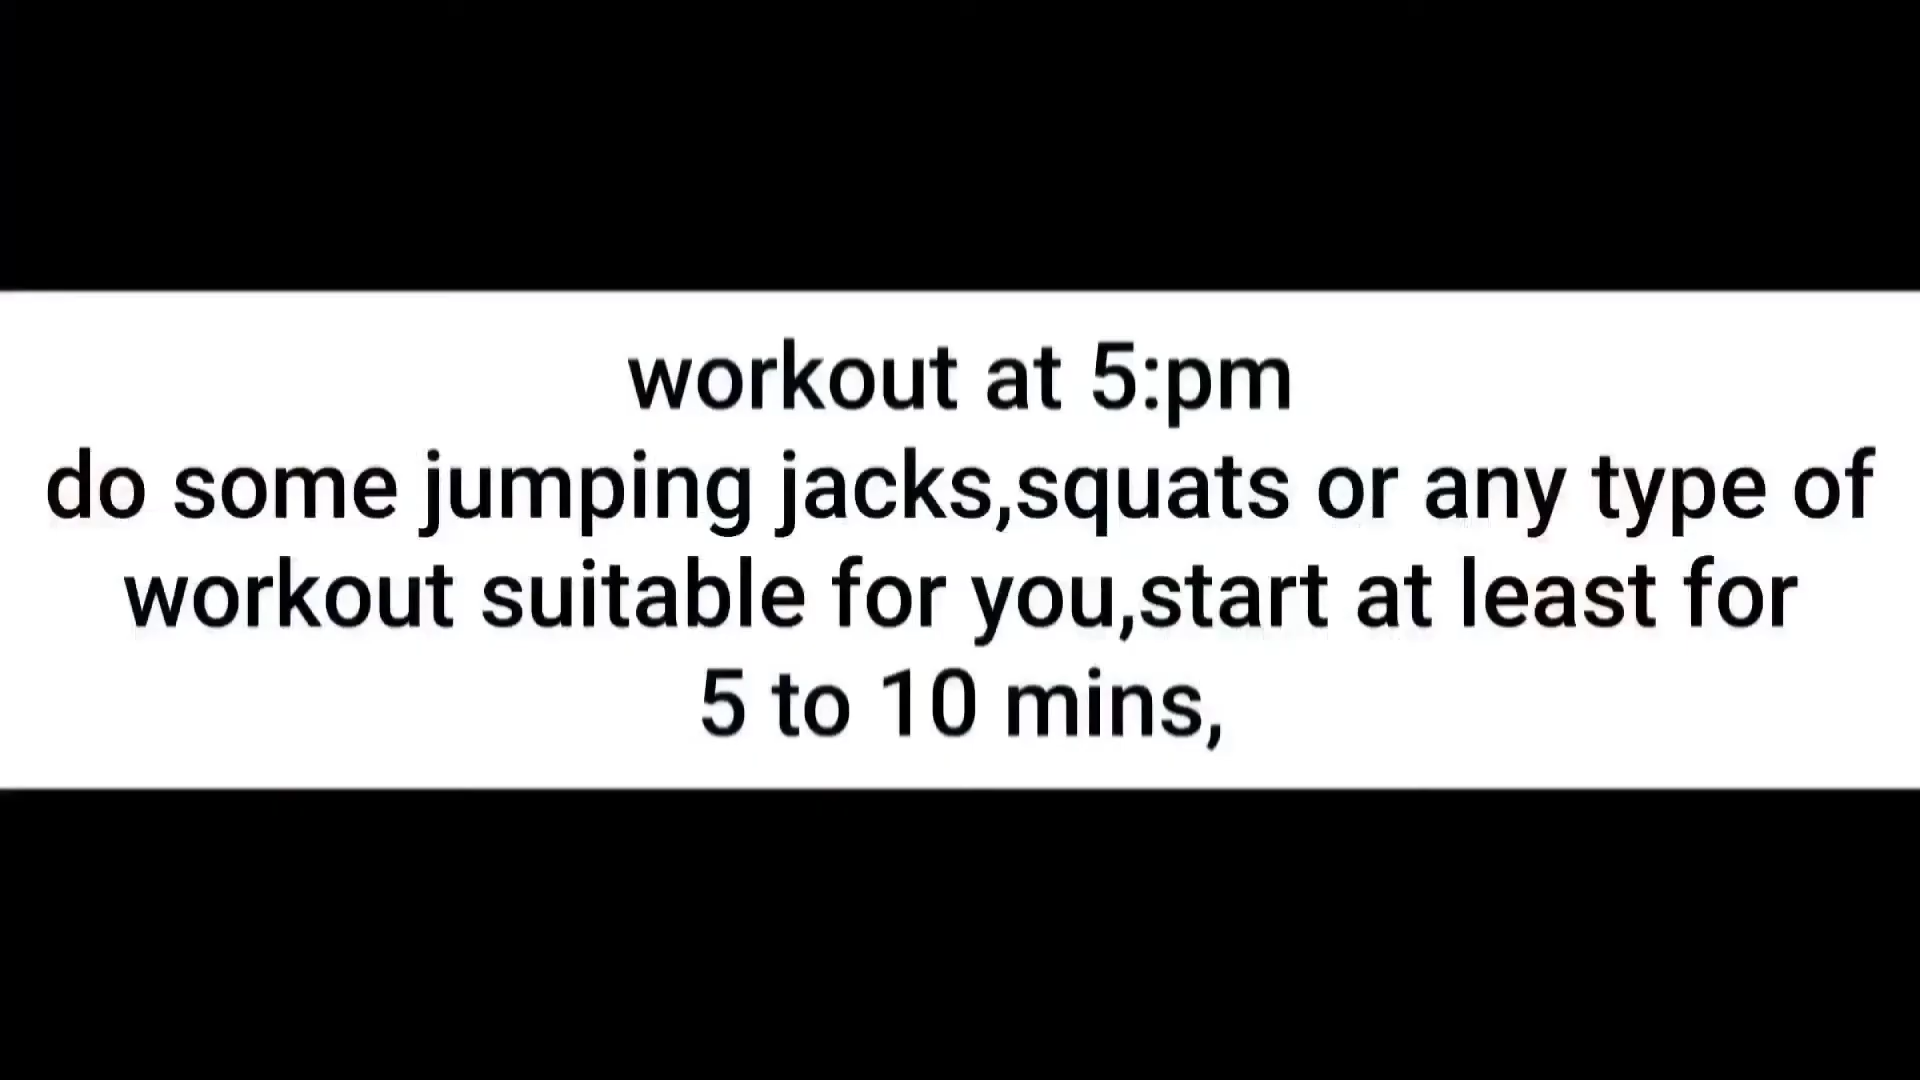 workout at 5:pm
do some jumping jacks,squats or any type of
workout suitable for you,start at least for
5 to 10 mins,